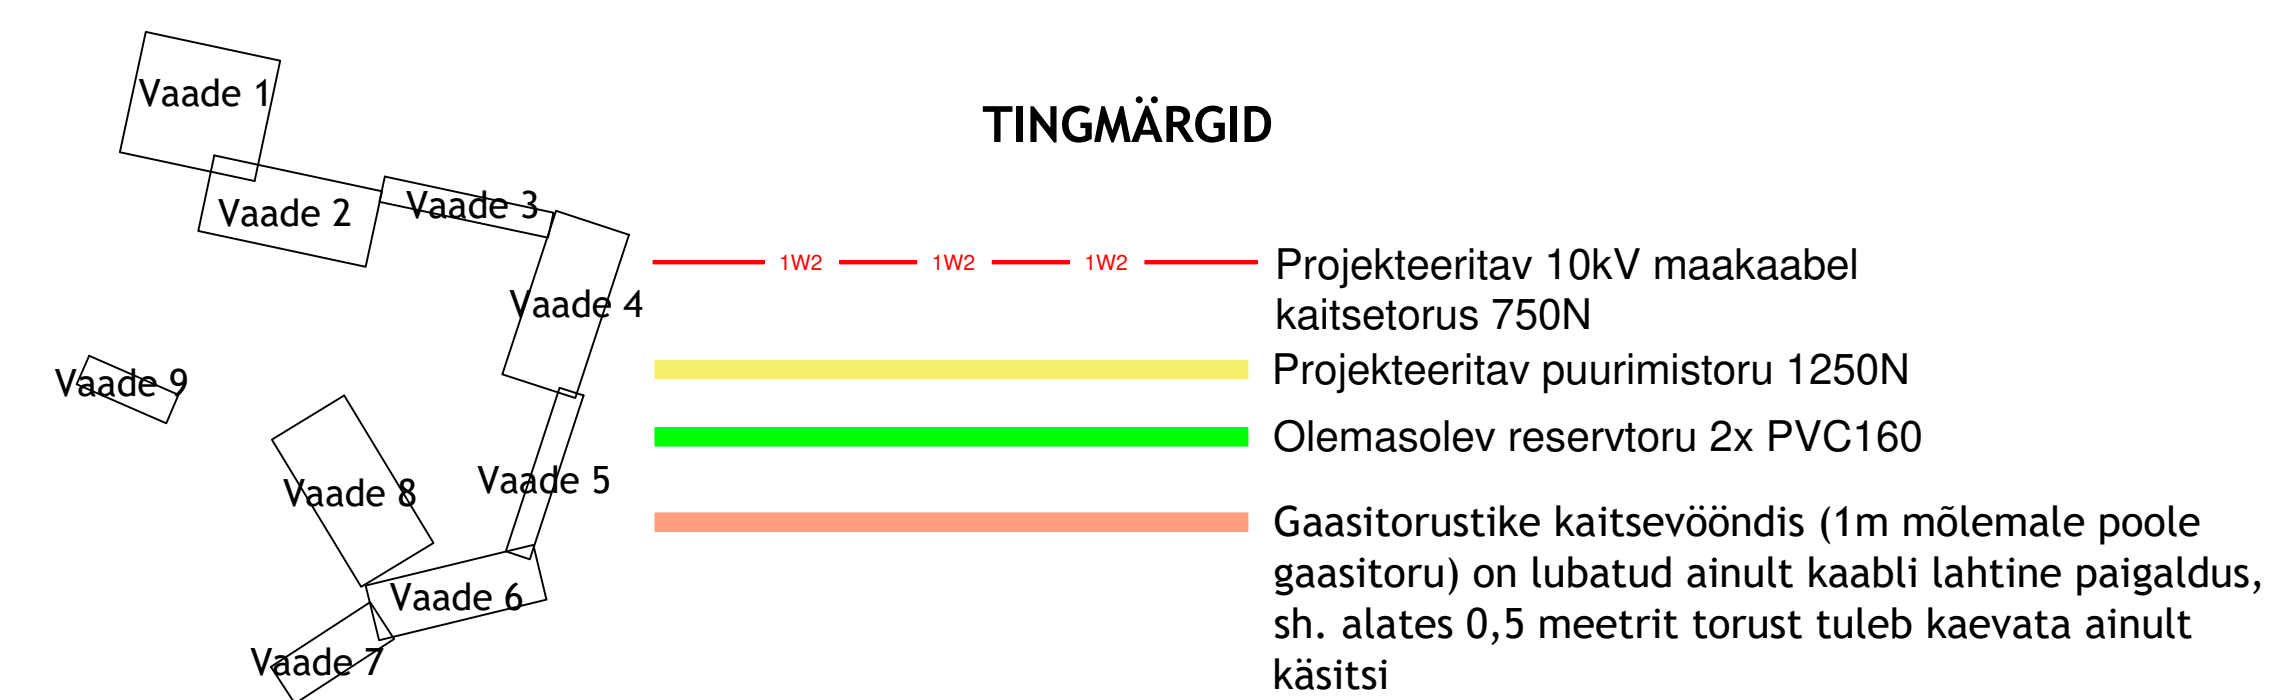 Vaade 1
TINGMÄRGID
Vaade 2
Vaade 3
1W2 1W2 1W2
Projekteeritav 10kV maakaabel
kaitsetorus 750N
Vaade 4
Projekteeritav puurimistoru 1250N
Vaade 9
Olemasolev reservtoru 2x PVC160
Vaade 5
Vaade 8
Gaasitorustike kaitsevööndis (1m mõlemale poole
gaasitoru) on lubatud ainult kaabli lahtine paigaldus,
sh. alates 0,5 meetrit torust tuleb kaevata ainult
käsitsi
Vaade 6
Vaade 7